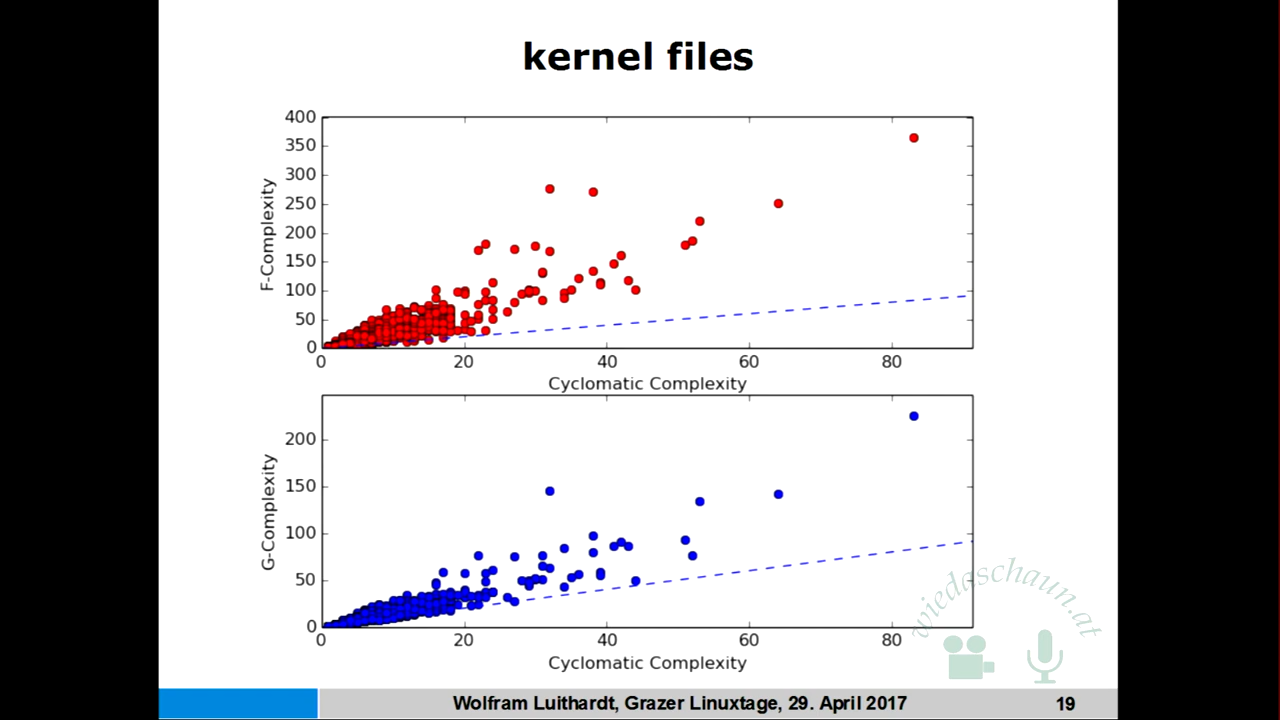 kernel files
400
350
300
250
200
150
100
50
0
F-Complexity
0 20 40 60 80
Cyclomatic Complexity
200
150
100
50
0
G-Complexity
0 20 40 60 80
Cyclomatic Complexity
wiedaschaun.at
Wolfram Luithardt, Grazer Linuxtage, 29. April 2017 19